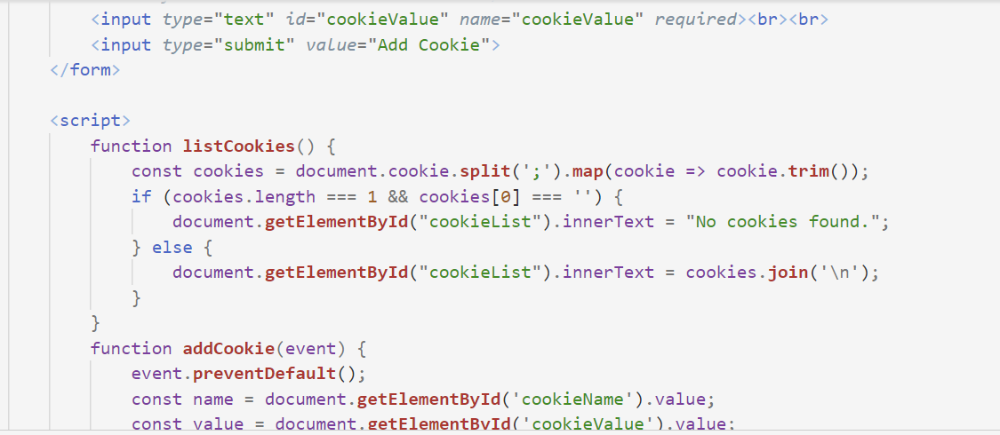 <input type="text" id="cookieValue" name="cookieValue" required><br><br>
<input type="submit" value="Add Cookie">
</form>
<script>
function listCookies() {
const cookies = document.cookie.split(';').map(cookie => cookie.trim());
if (cookies.length === 1 && cookies[0] === '') {
document.getElementById("cookieList").innerText = "No cookies found.";
} else {
document.getElementById("cookieList").innerText = cookies.join('\n');
}
}
function addCookie(event) {
event.preventDefault();
const name = document.getElementById('cookieName').value;
const value = document.getElementById('cookieValue').value;